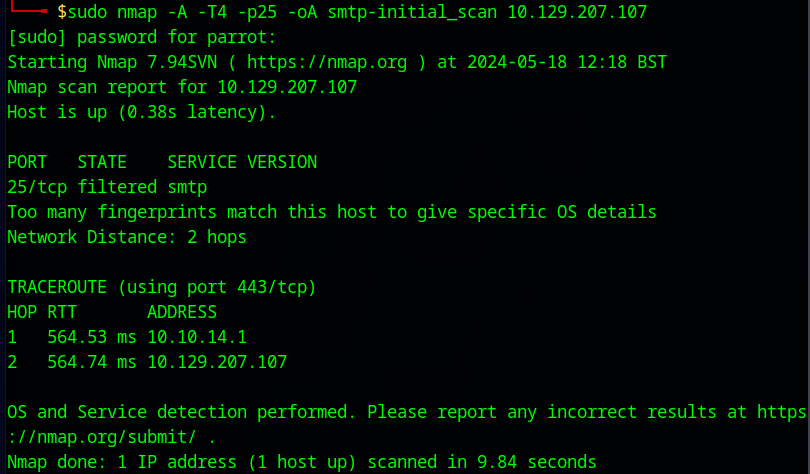 $sudo nmap -A -T4 -p25 -oA smtp-initial_scan 10.129.207.107
[sudo] password for parrot:
Starting Nmap 7.94SVN ( https://nmap.org ) at 2024-05-18 12:18 BST
Nmap scan report for 10.129.207.107
Host is up (0.38s latency).
PORT   STATE    SERVICE VERSION
25/tcp filtered smtp
Too many fingerprints match this host to give specific OS details
Network Distance: 2 hops
TRACEROUTE (using port 443/tcp)
HOP RTT       ADDRESS
1   564.53 ms 10.10.14.1
2   564.74 ms 10.129.207.107
OS and Service detection performed. Please report any incorrect results at https
://nmap.org/submit/ .
Nmap done: 1 IP address (1 host up) scanned in 9.84 seconds